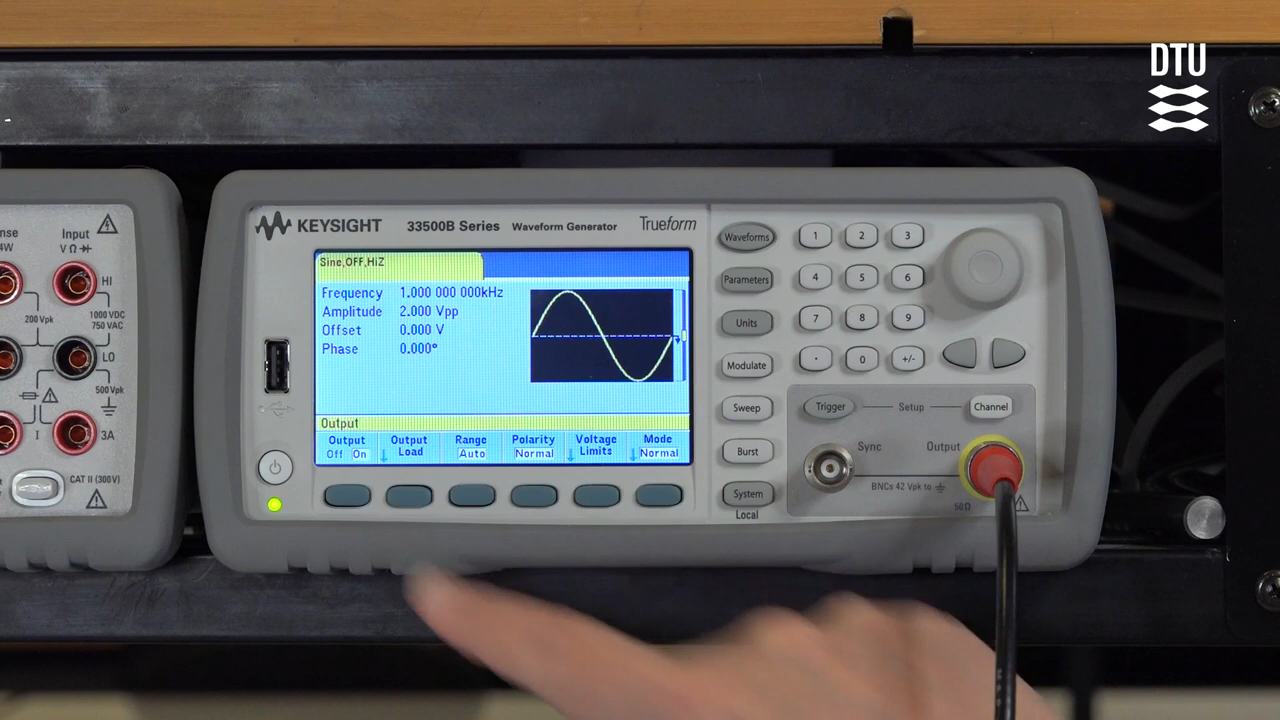 DTU
nse
4W
Input
V Ω
HI
1000 VDC
750 VAC
200 Vpk
LO
500 Vpk
I
3A
CAT II (300 V)
KEYSIGHT 33500B Series Waveform Generator Trueform
Sine,OFF,HiZ
Frequency 1.000 000 000kHz
Amplitude 2.000 Vpp
Offset 0.000 V
Phase 0.000°
Output
Output Output Range Polarity Voltage Mode
Off On Load Auto Normal Limits Normal
Waveforms 1 2 3
Parameters 4 5 6
Units 7 8 9
Modulate . 0 +/-
Sweep Trigger Setup Channel
Burst Sync Output
System BNCs 42 Vpk to
Local 50 Ω